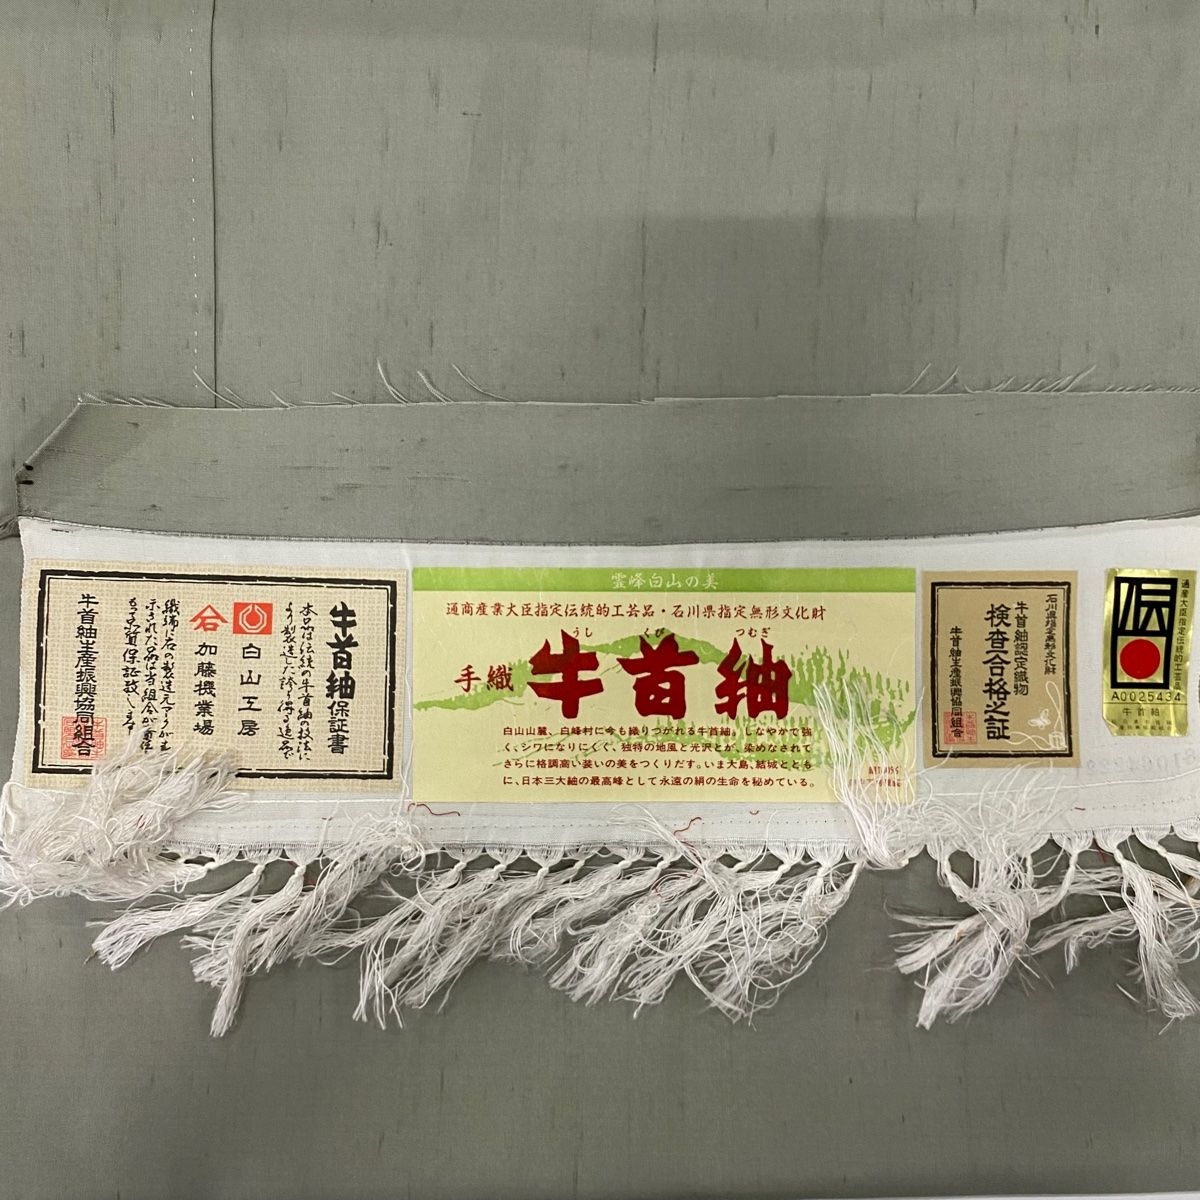 牛首紬保証書
本品は伝統の牛首紬の技法に
より製造した誇り得る逸品で
白山工房
石
加藤機業場
織端に右の製造元マークがも
示された品は当組合が責任
をもち品質保証致します
牛首紬生産振興協同組合
霊峰白山の美
通商産業大臣指定伝統的工芸品・石川県指定無形文化財
うし くび つむぎ
手織 牛首紬
白山山麓、白峰村に今も織りつがれる牛首紬。しなやかで強
く、シワになりにくく、独特の地風と光沢とが、染めなされて
さらに格調高い装いの美をつくりだす。いま大島、結城ととも
に、日本三大紬の最高峰として永遠の絹の生命を秘めている。
石川県指定無形文化財
牛首紬認定織物
検査合格之証
牛首紬生産振興協同組合
通産大臣指定伝統的工芸品
伝
A0025434
牛首紬